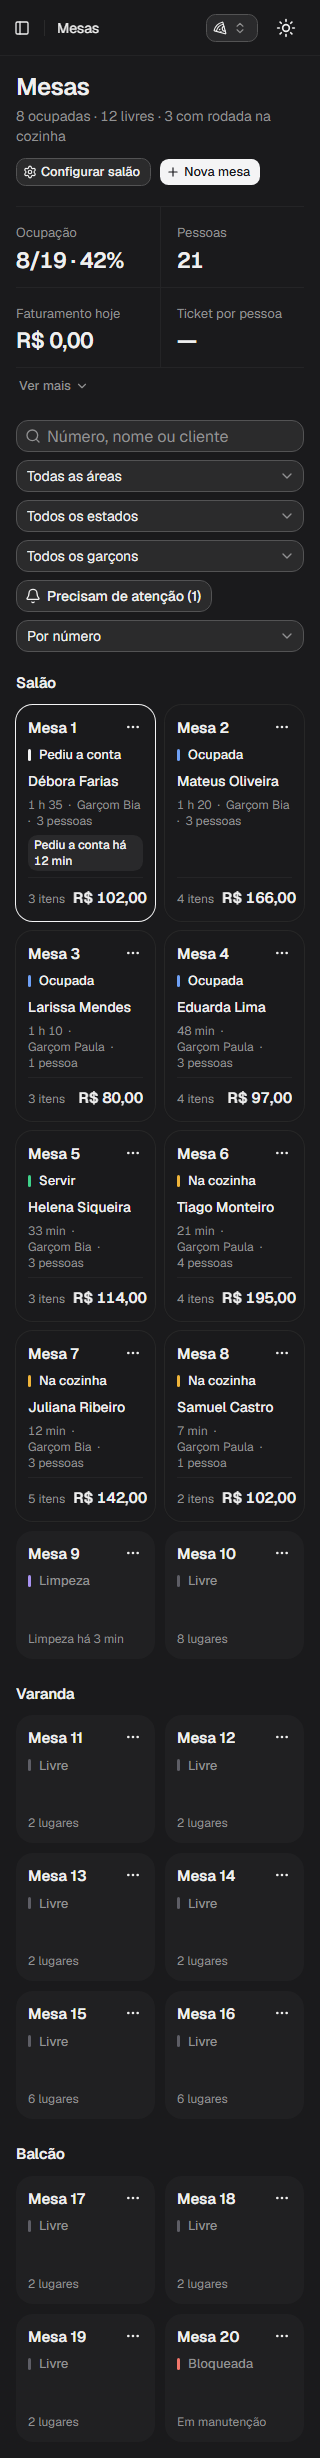 Mesas
Mesas
8 ocupadas · 12 livres · 3 com rodada na
cozinha
Configurar salão
Nova mesa
Ocupação
Pessoas
8/19 · 42%
21
Faturamento hoje
Ticket por pessoa
R$ 0,00
—
Ver mais
Número, nome ou cliente
Todas as áreas
Todos os estados
Todos os garçons
Precisam de atenção (1)
Por número
Salão
Mesa 1
Pediu a conta
Débora Farias
1 h 35 · Garçom Bia
· 3 pessoas
Pediu a conta há
12 min
3 itens R$ 102,00
Mesa 2
Ocupada
Mateus Oliveira
1 h 20 · Garçom Bia
· 3 pessoas
4 itens R$ 166,00
Mesa 3
Ocupada
Larissa Mendes
1 h 10 ·
Garçom Paula ·
1 pessoa
3 itens R$ 80,00
Mesa 4
Ocupada
Eduarda Lima
48 min ·
Garçom Paula ·
3 pessoas
4 itens R$ 97,00
Mesa 5
Servir
Helena Siqueira
33 min ·
Garçom Bia ·
3 pessoas
3 itens R$ 114,00
Mesa 6
Na cozinha
Tiago Monteiro
21 min ·
Garçom Paula ·
4 pessoas
4 itens R$ 195,00
Mesa 7
Na cozinha
Juliana Ribeiro
12 min ·
Garçom Bia ·
3 pessoas
5 itens R$ 142,00
Mesa 8
Na cozinha
Samuel Castro
7 min ·
Garçom Paula ·
1 pessoa
2 itens R$ 102,00
Mesa 9
Limpeza
Limpeza há 3 min
Mesa 10
Livre
8 lugares
Varanda
Mesa 11
Livre
2 lugares
Mesa 12
Livre
2 lugares
Mesa 13
Livre
2 lugares
Mesa 14
Livre
2 lugares
Mesa 15
Livre
6 lugares
Mesa 16
Livre
6 lugares
Balcão
Mesa 17
Livre
2 lugares
Mesa 18
Livre
2 lugares
Mesa 19
Livre
2 lugares
Mesa 20
Bloqueada
Em manutenção